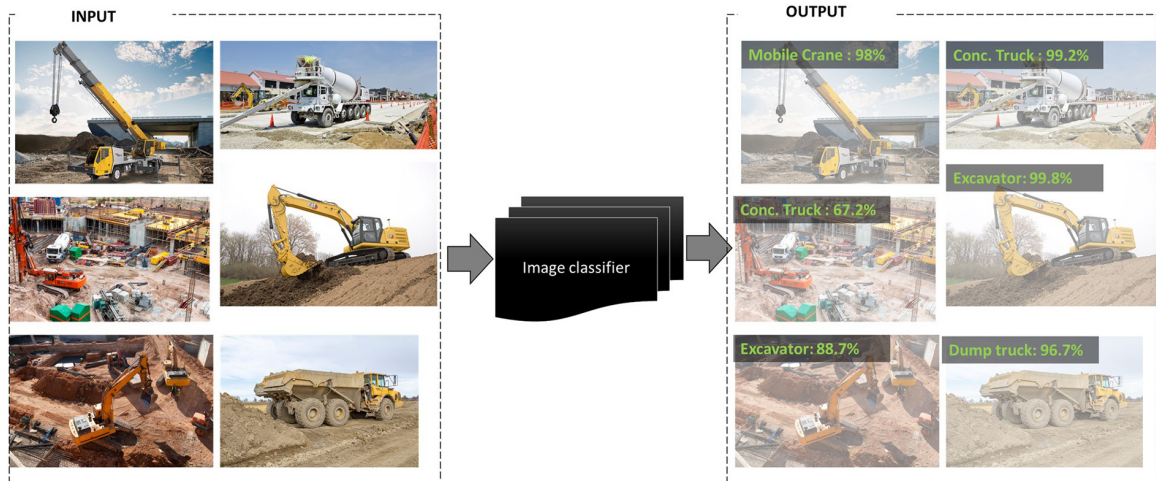 INPUT
Image classifier
OUTPUT
Mobile Crane : 98%
Conc. Truck : 99.2%
Excavator: 99.8%
Conc. Truck : 67.2%
Excavator: 88.7%
Dump truck: 96.7%